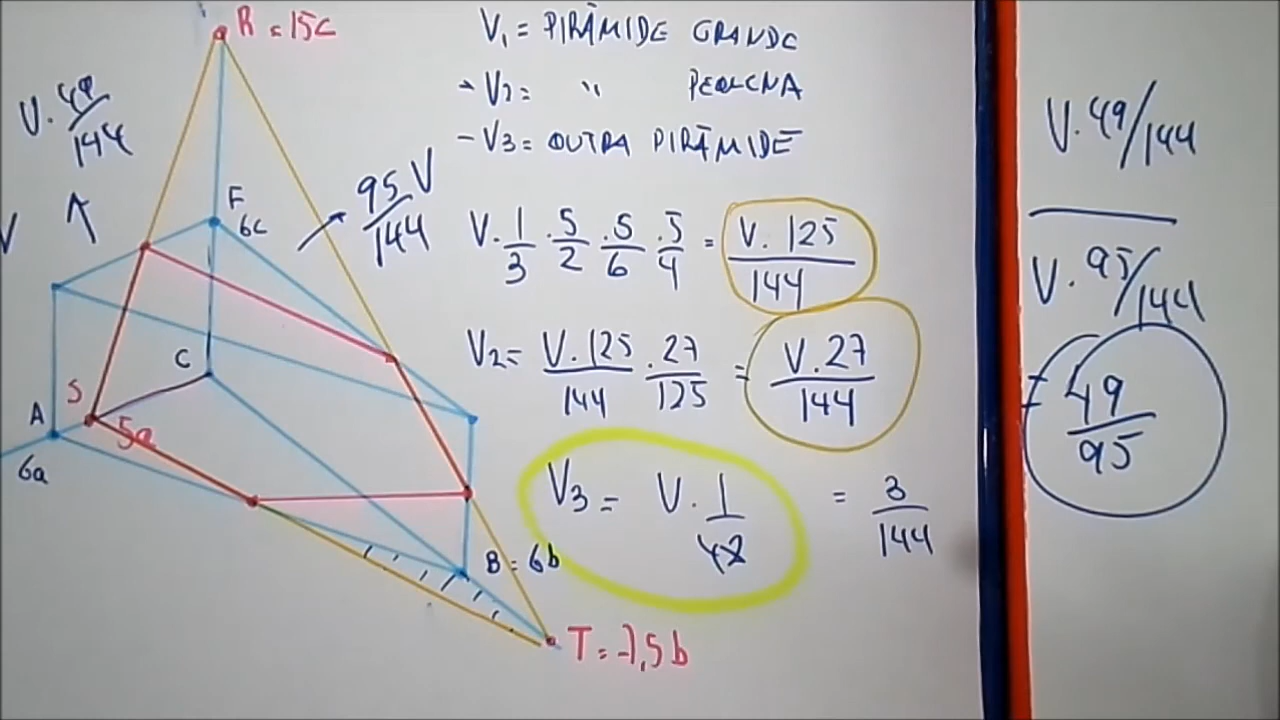 R = 15c
V1 = PIRÂMIDE GRANDE
V2 = " PEQUENA
– V3 = OUTRA PIRÂMIDE
V . 49/144
V . 49/144
V
95V/144
F
6c
V . 1/3 . 5/2 . 5/6 . 5/4 = V . 125/144
V . 95/144
C
V2 = V . 125/144 . 27/125 = V . 27/144
= 49/95
S
A
5a
6a
V3 = V . 1/48 = 3/144
B = 6b
T = 7,5b